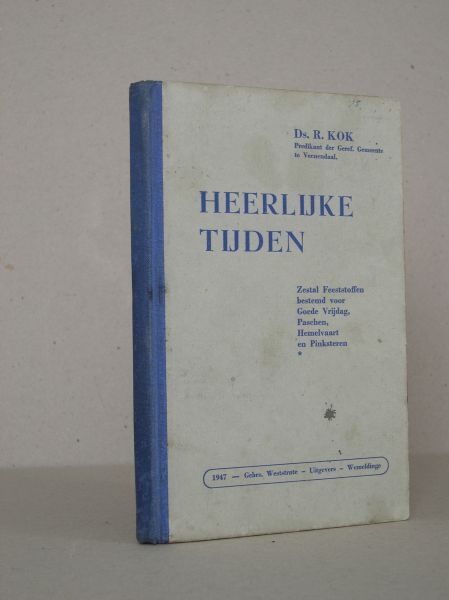 Ds. R. KOK
Predikant der Geref. Gemeente
te Veenendaal.
HEERLIJKE
TIJDEN
Zestal Feeststoffen
bestemd voor
Goede Vrijdag,
Paschen,
Hemelvaart
en Pinksteren
*
1947 — Gebrs. Weststrate - Uitgevers - Wemeldinge